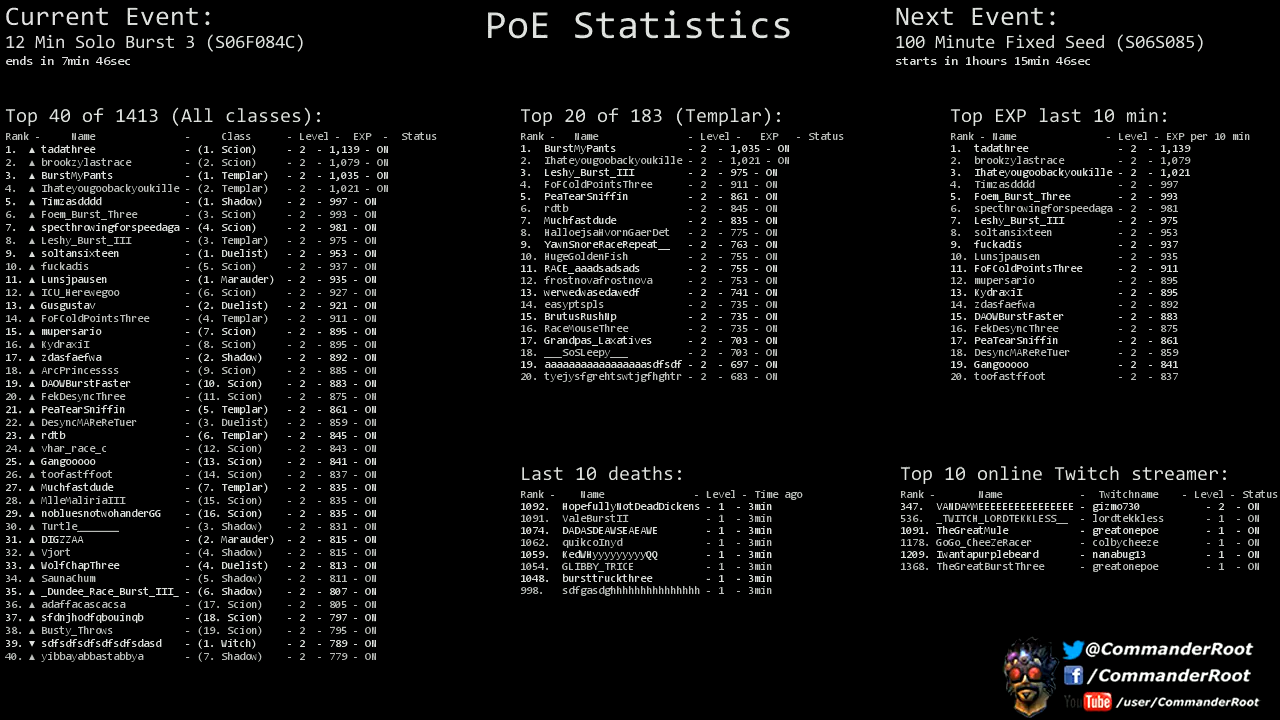 Current Event:
12 Min Solo Burst 3 (S06F084C)
ends in 7min 46sec
PoE Statistics
Next Event:
100 Minute Fixed Seed (S06S085)
starts in 1hours 15min 46sec
Top 40 of 1413 (All classes):
Rank - Name - Class - Level - EXP - Status
1. ▲ tadathree - (1. Scion) - 2 - 1,139 - ON
2. ▲ brookzylastrace - (2. Scion) - 2 - 1,079 - ON
3. ▲ BurstMyPants - (1. Templar) - 2 - 1,035 - ON
4. ▲ Ihateyougoobackyoukille - (2. Templar) - 2 - 1,021 - ON
5. ▲ Timzasdddd - (1. Shadow) - 2 - 997 - ON
6. ▲ Foem_Burst_Three - (3. Scion) - 2 - 993 - ON
7. ▲ specthrowingforspeedaga - (4. Scion) - 2 - 981 - ON
8. ▲ Leshy_Burst_III - (3. Templar) - 2 - 975 - ON
9. ▲ soltansixteen - (1. Duelist) - 2 - 953 - ON
10. ▲ fuckadis - (5. Scion) - 2 - 937 - ON
11. ▲ Lunsjpausen - (1. Marauder) - 2 - 935 - ON
12. ▲ ICU_Herewegoo - (6. Scion) - 2 - 927 - ON
13. ▲ Gusgustav - (2. Duelist) - 2 - 921 - ON
14. ▲ FoFColdPointsThree - (4. Templar) - 2 - 911 - ON
15. ▲ mupersario - (7. Scion) - 2 - 895 - ON
16. ▲ KydraxiI - (8. Scion) - 2 - 895 - ON
17. ▲ zdasfaefwa - (2. Shadow) - 2 - 892 - ON
18. ▲ ArcPrincessss - (9. Scion) - 2 - 885 - ON
19. ▲ DAOWBurstFaster - (10. Scion) - 2 - 883 - ON
20. ▲ FekDesyncThree - (11. Scion) - 2 - 875 - ON
21. ▲ PeaTearSniffin - (5. Templar) - 2 - 861 - ON
22. ▲ DesyncMAReReTuer - (3. Duelist) - 2 - 859 - ON
23. ▲ rdtb - (6. Templar) - 2 - 845 - ON
24. ▲ vhar_race_c - (12. Scion) - 2 - 843 - ON
25. ▲ Gangooooo - (13. Scion) - 2 - 841 - ON
26. ▲ toofastffoot - (14. Scion) - 2 - 837 - ON
27. ▲ Muchfastdude - (7. Templar) - 2 - 835 - ON
28. ▲ MlleMaliriaIII - (15. Scion) - 2 - 835 - ON
29. ▲ nobluesnotwohanderGG - (16. Scion) - 2 - 835 - ON
30. ▲ Turtle_______ - (3. Shadow) - 2 - 831 - ON
31. ▲ DIGZZAA - (2. Marauder) - 2 - 815 - ON
32. ▲ Vjort - (4. Shadow) - 2 - 815 - ON
33. ▲ WolfChapThree - (4. Duelist) - 2 - 813 - ON
34. ▲ SaunaChum - (5. Shadow) - 2 - 811 - ON
35. ▲ _Dundee_Race_Burst_III_ - (6. Shadow) - 2 - 807 - ON
36. ▲ adaffacascacsa - (17. Scion) - 2 - 805 - ON
37. ▲ sfdnjhodfqbouinqb - (18. Scion) - 2 - 797 - ON
38. ▲ Busty_Throws - (19. Scion) - 2 - 795 - ON
39. ▼ sdfsdfsdfsdfsdfsdasd - (1. Witch) - 2 - 789 - ON
40. ▲ yibbayabbastabbya - (7. Shadow) - 2 - 779 - ON
Top 20 of 183 (Templar):
Rank - Name - Level - EXP - Status
1. BurstMyPants - 2 - 1,035 - ON
2. Ihateyougoobackyoukille - 2 - 1,021 - ON
3. Leshy_Burst_III - 2 - 975 - ON
4. FoFColdPointsThree - 2 - 911 - ON
5. PeaTearSniffin - 2 - 861 - ON
6. rdtb - 2 - 845 - ON
7. Muchfastdude - 2 - 835 - ON
8. HalloejsaHvornGaerDet - 2 - 775 - ON
9. YawnSnoreRaceRepeat__ - 2 - 763 - ON
10. HugeGoldenFish - 2 - 755 - ON
11. RACE_aaadsadsads - 2 - 755 - ON
12. frostnovafrostnova - 2 - 753 - ON
13. werwedwasedawedf - 2 - 741 - ON
14. easyptspls - 2 - 735 - ON
15. BrutusRushNp - 2 - 735 - ON
16. RaceMouseThree - 2 - 735 - ON
17. Grandpas_Laxatives - 2 - 703 - ON
18. ___SoSLeepy___ - 2 - 703 - ON
19. aaaaaaaaaaaaaaaaasdfsdf - 2 - 697 - ON
20. tyejysfgrehtswtjgfhghtr - 2 - 683 - ON
Top EXP last 10 min:
Rank - Name - Level - EXP per 10 min
1. tadathree - 2 - 1,139
2. brookzylastrace - 2 - 1,079
3. Ihateyougoobackyoukille - 2 - 1,021
4. Timzasdddd - 2 - 997
5. Foem_Burst_Three - 2 - 993
6. specthrowingforspeedaga - 2 - 981
7. Leshy_Burst_III - 2 - 975
8. soltansixteen - 2 - 953
9. fuckadis - 2 - 937
10. Lunsjpausen - 2 - 935
11. FoFColdPointsThree - 2 - 911
12. mupersario - 2 - 895
13. KydraxiI - 2 - 895
14. zdasfaefwa - 2 - 892
15. DAOWBurstFaster - 2 - 883
16. FekDesyncThree - 2 - 875
17. PeaTearSniffin - 2 - 861
18. DesyncMAReReTuer - 2 - 859
19. Gangooooo - 2 - 841
20. toofastffoot - 2 - 837
Last 10 deaths:
Rank - Name - Level - Time ago
1092. HopefullyNotDeadDickens - 1 - 3min
1091. ValeBurstII - 1 - 3min
1074. DADASDEAWSEAEAWE - 1 - 3min
1062. quikcoInyd - 1 - 3min
1059. KedWHyyyyyyyyyQQ - 1 - 3min
1054. GLIBBY_TRICE - 1 - 3min
1048. bursttruckthree - 1 - 3min
998. sdfgasdghhhhhhhhhhhhhhh - 1 - 3min
Top 10 online Twitch streamer:
Rank - Name - Twitchname - Level - Status
347. VANDAMMEEEEEEEEEEEEEEEE - gizmo730 - 2 - ON
536. _TWITCH_LORDTEKKLESS__ - lordtekkless - 1 - ON
1091. TheGreatMule - greatonepoe - 1 - ON
1178. GoGo_CheeZeRacer - colbycheeze - 1 - ON
1209. Iwantapurplebeard - nanabug13 - 1 - ON
1368. TheGreatBurstThree - greatonepoe - 1 - ON
@CommanderRoot
f /CommanderRoot
YouTube /user/CommanderRoot